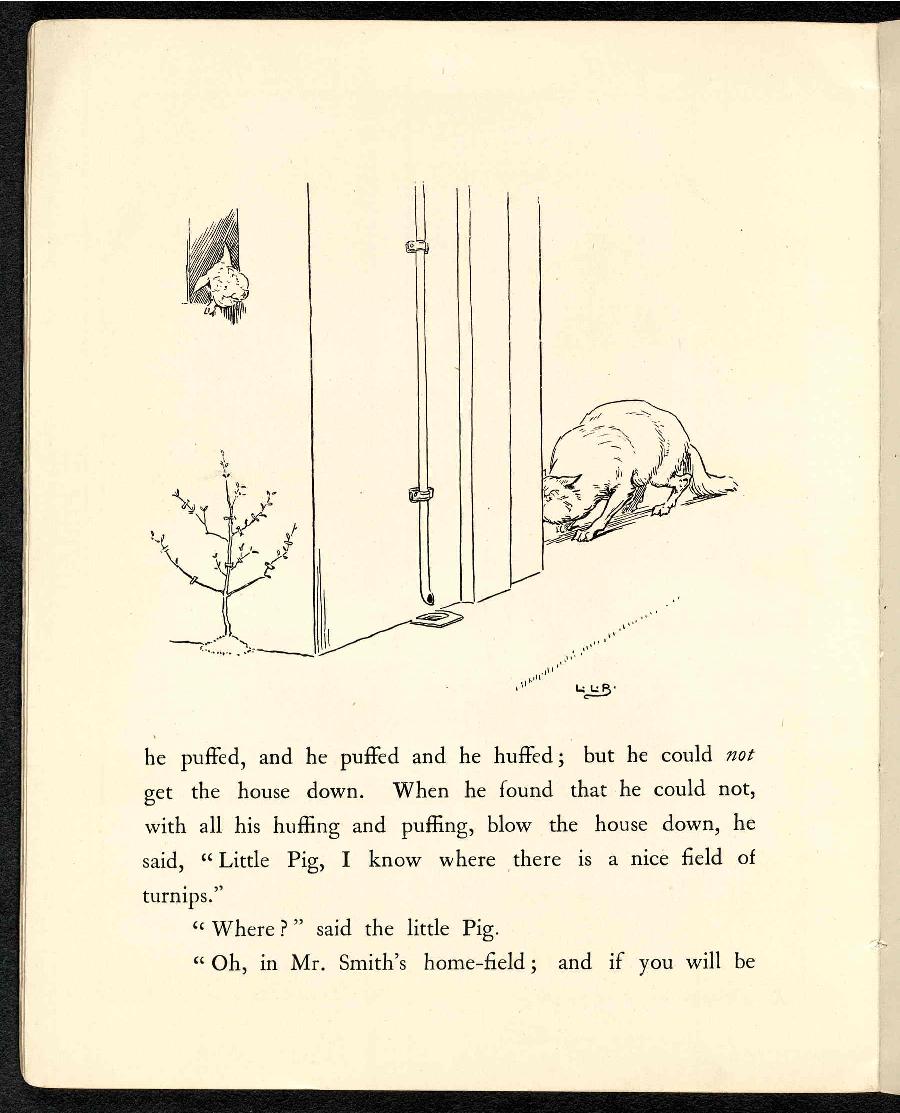 L.L.B.
he puffed, and he puffed and he huffed; but he could not
get the house down. When he found that he could not,
with all his huffing and puffing, blow the house down, he
said, “Little Pig, I know where there is a nice field of
turnips.”
“Where?” said the little Pig.
“Oh, in Mr. Smith’s home-field; and if you will be